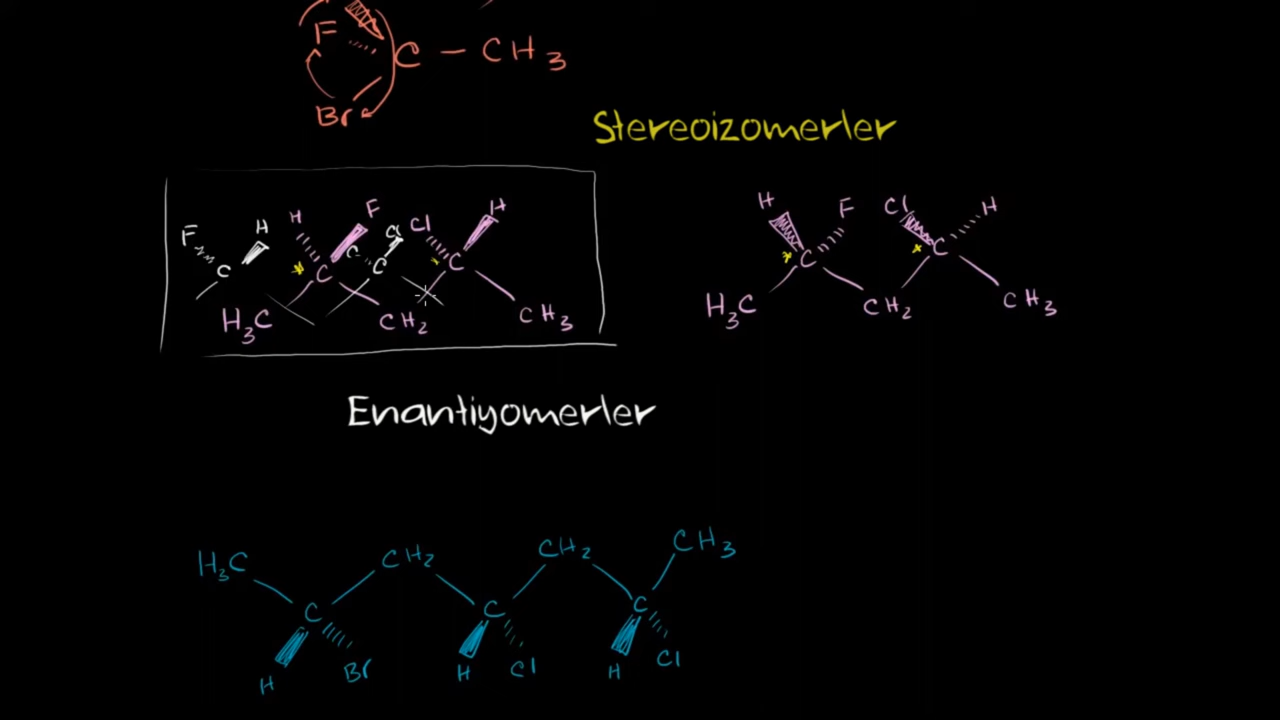 F
C - CH3
Br
Stereoizomerler
F H H F C Cl Cl H
C C C C
H3C CH2 CH3
H F Cl H
C C
H3C CH2 CH3
Enantiyomerler
H3C CH2 CH2 CH3
C C C
H Br H Cl H Cl